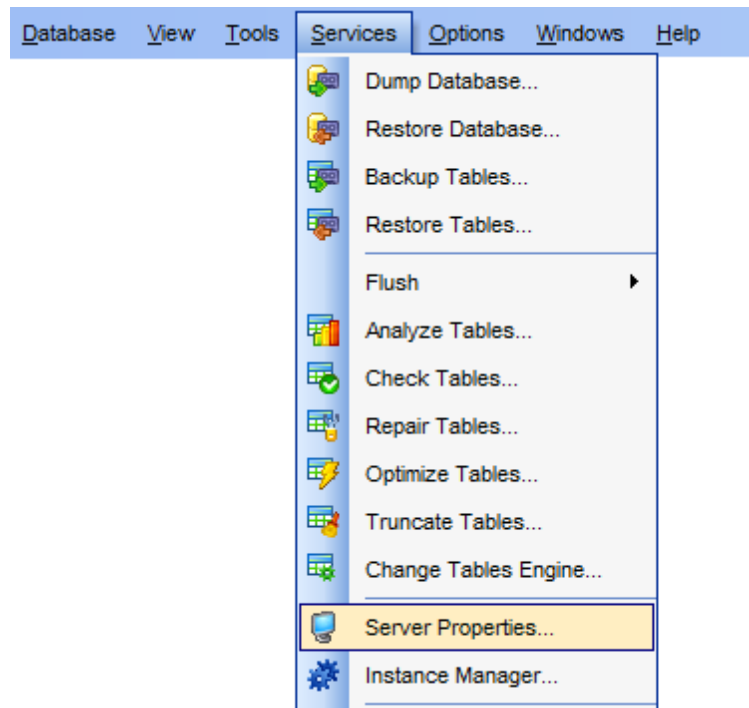 Database View Tools Services Options Windows Help
Dump Database...
Restore Database...
Backup Tables...
Restore Tables...
Flush
Analyze Tables...
Check Tables...
Repair Tables...
Optimize Tables...
Truncate Tables...
Change Tables Engine...
Server Properties...
Instance Manager...